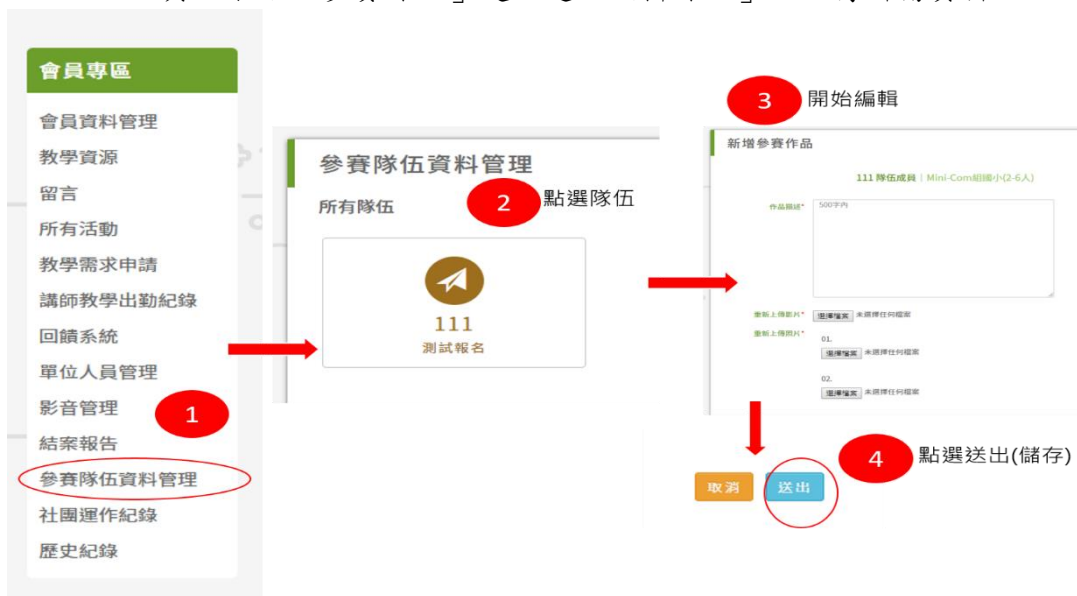 會員專區
會員資料管理
教學資源
留言
所有活動
教學需求申請
講師教學出勤紀錄
回饋系統
單位人員管理
影音管理
1
結案報告
參賽隊伍資料管理
社團運作紀錄
歷史紀錄
參賽隊伍資料管理
所有隊伍
2
點選隊伍
111
測試報名
3
開始編輯
新增參賽作品
111 隊伍成員 | Mini-Com組國小(2-6人)
作品描述*
500字內
重新上傳影片*
選擇檔案 未選擇任何檔案
重新上傳照片*
01.
選擇檔案 未選擇任何檔案
02.
選擇檔案 未選擇任何檔案
4
點選送出(儲存)
取消
送出